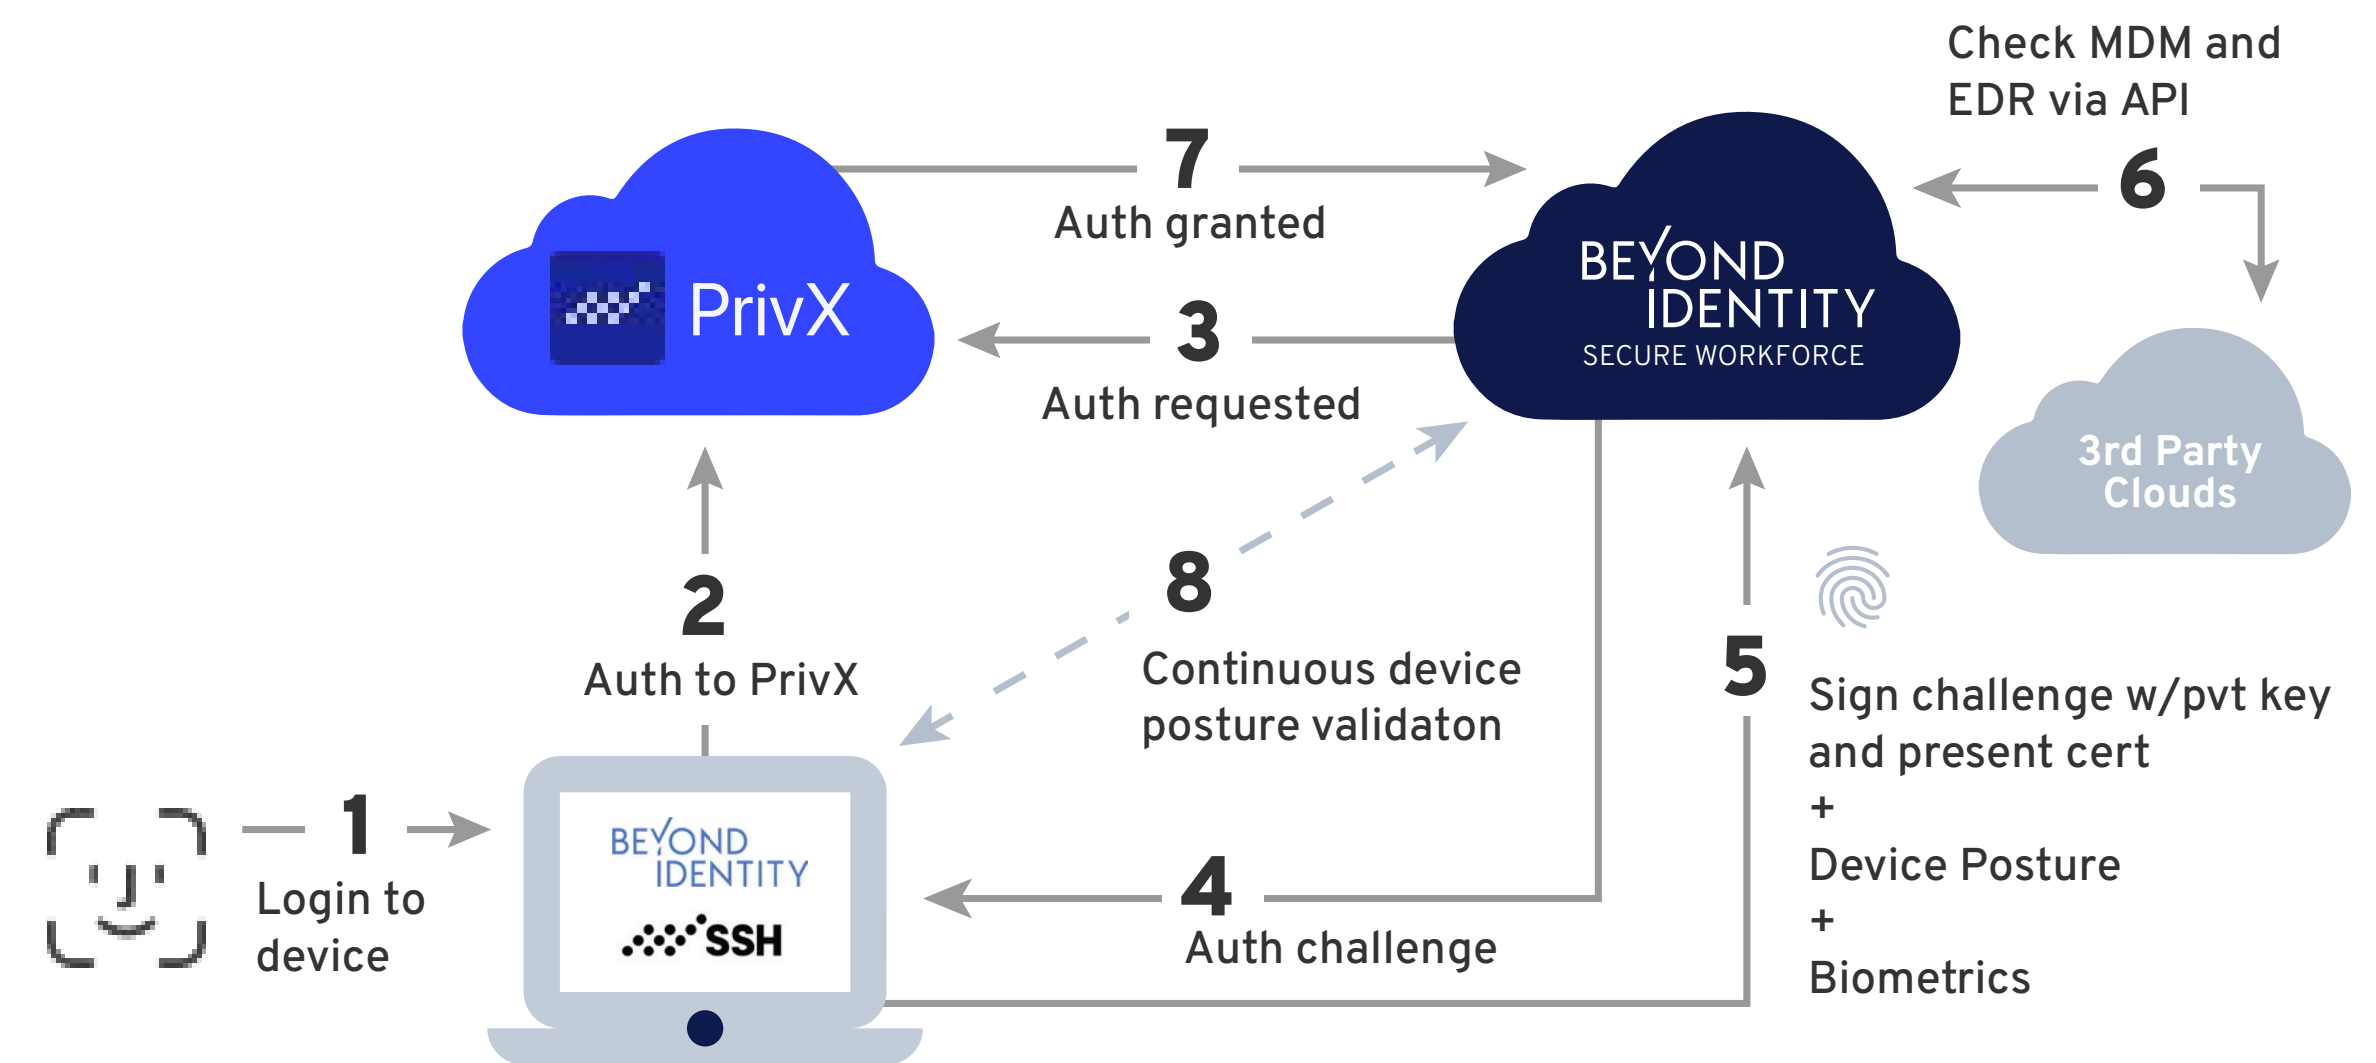 Check MDM and
EDR via API
7
Auth granted
6
PrivX
BEYOND
IDENTITY
SECURE WORKFORCE
3
Auth requested
3rd Party
Clouds
2
Auth to PrivX
8
Continuous device
posture validaton
5
Sign challenge w/pvt key
and present cert
+
Device Posture
+
Biometrics
1
Login to
device
BEYOND
IDENTITY
SSH
4
Auth challenge